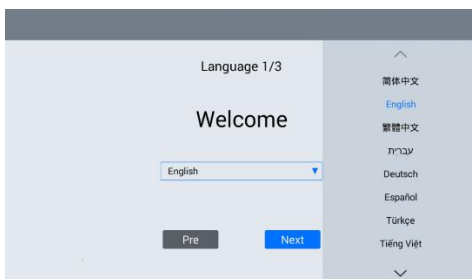 Language 1/3
Welcome
English
Pre
Next
简体中文
English
繁體中文
עברית
Deutsch
Español
Türkçe
Tiếng Việt